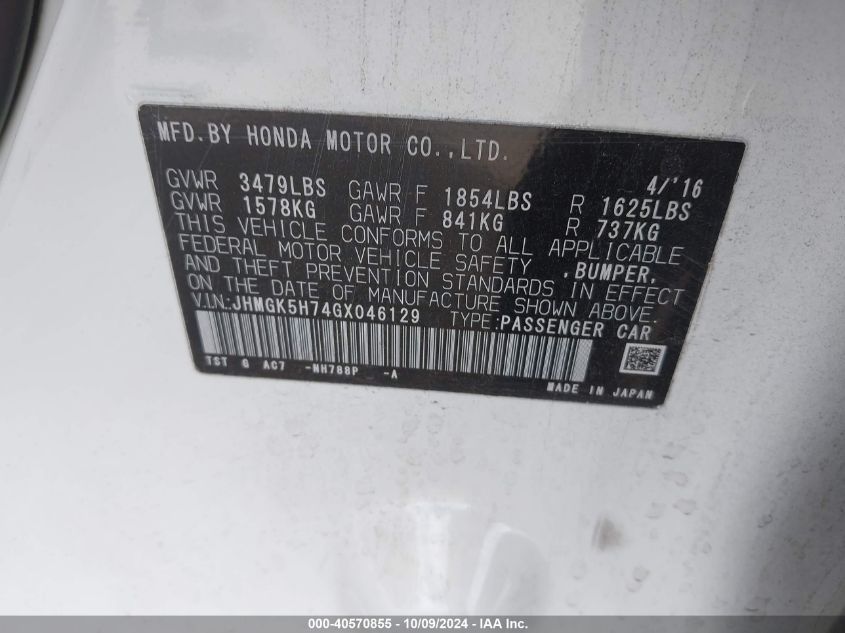 MFD.BY HONDA MOTOR CO.,LTD.
4/'16
GVWR 3479LBS GAWR F 1854LBS R 1625LBS
GVWR 1578KG GAWR F 841KG R 737KG
THIS VEHICLE CONFORMS TO ALL APPLICABLE
FEDERAL MOTOR VEHICLE SAFETY ,BUMPER,
AND THEFT PREVENTION STANDARDS IN EFFECT
ON THE DATE OF MANUFACTURE SHOWN ABOVE.
V.IN.:JHMGK5H74GX046129 TYPE:PASSENGER CAR
TST G AC7 -NH788P -A
MADE IN JAPAN
000-40570855 - 10/09/2024 - IAA Inc.